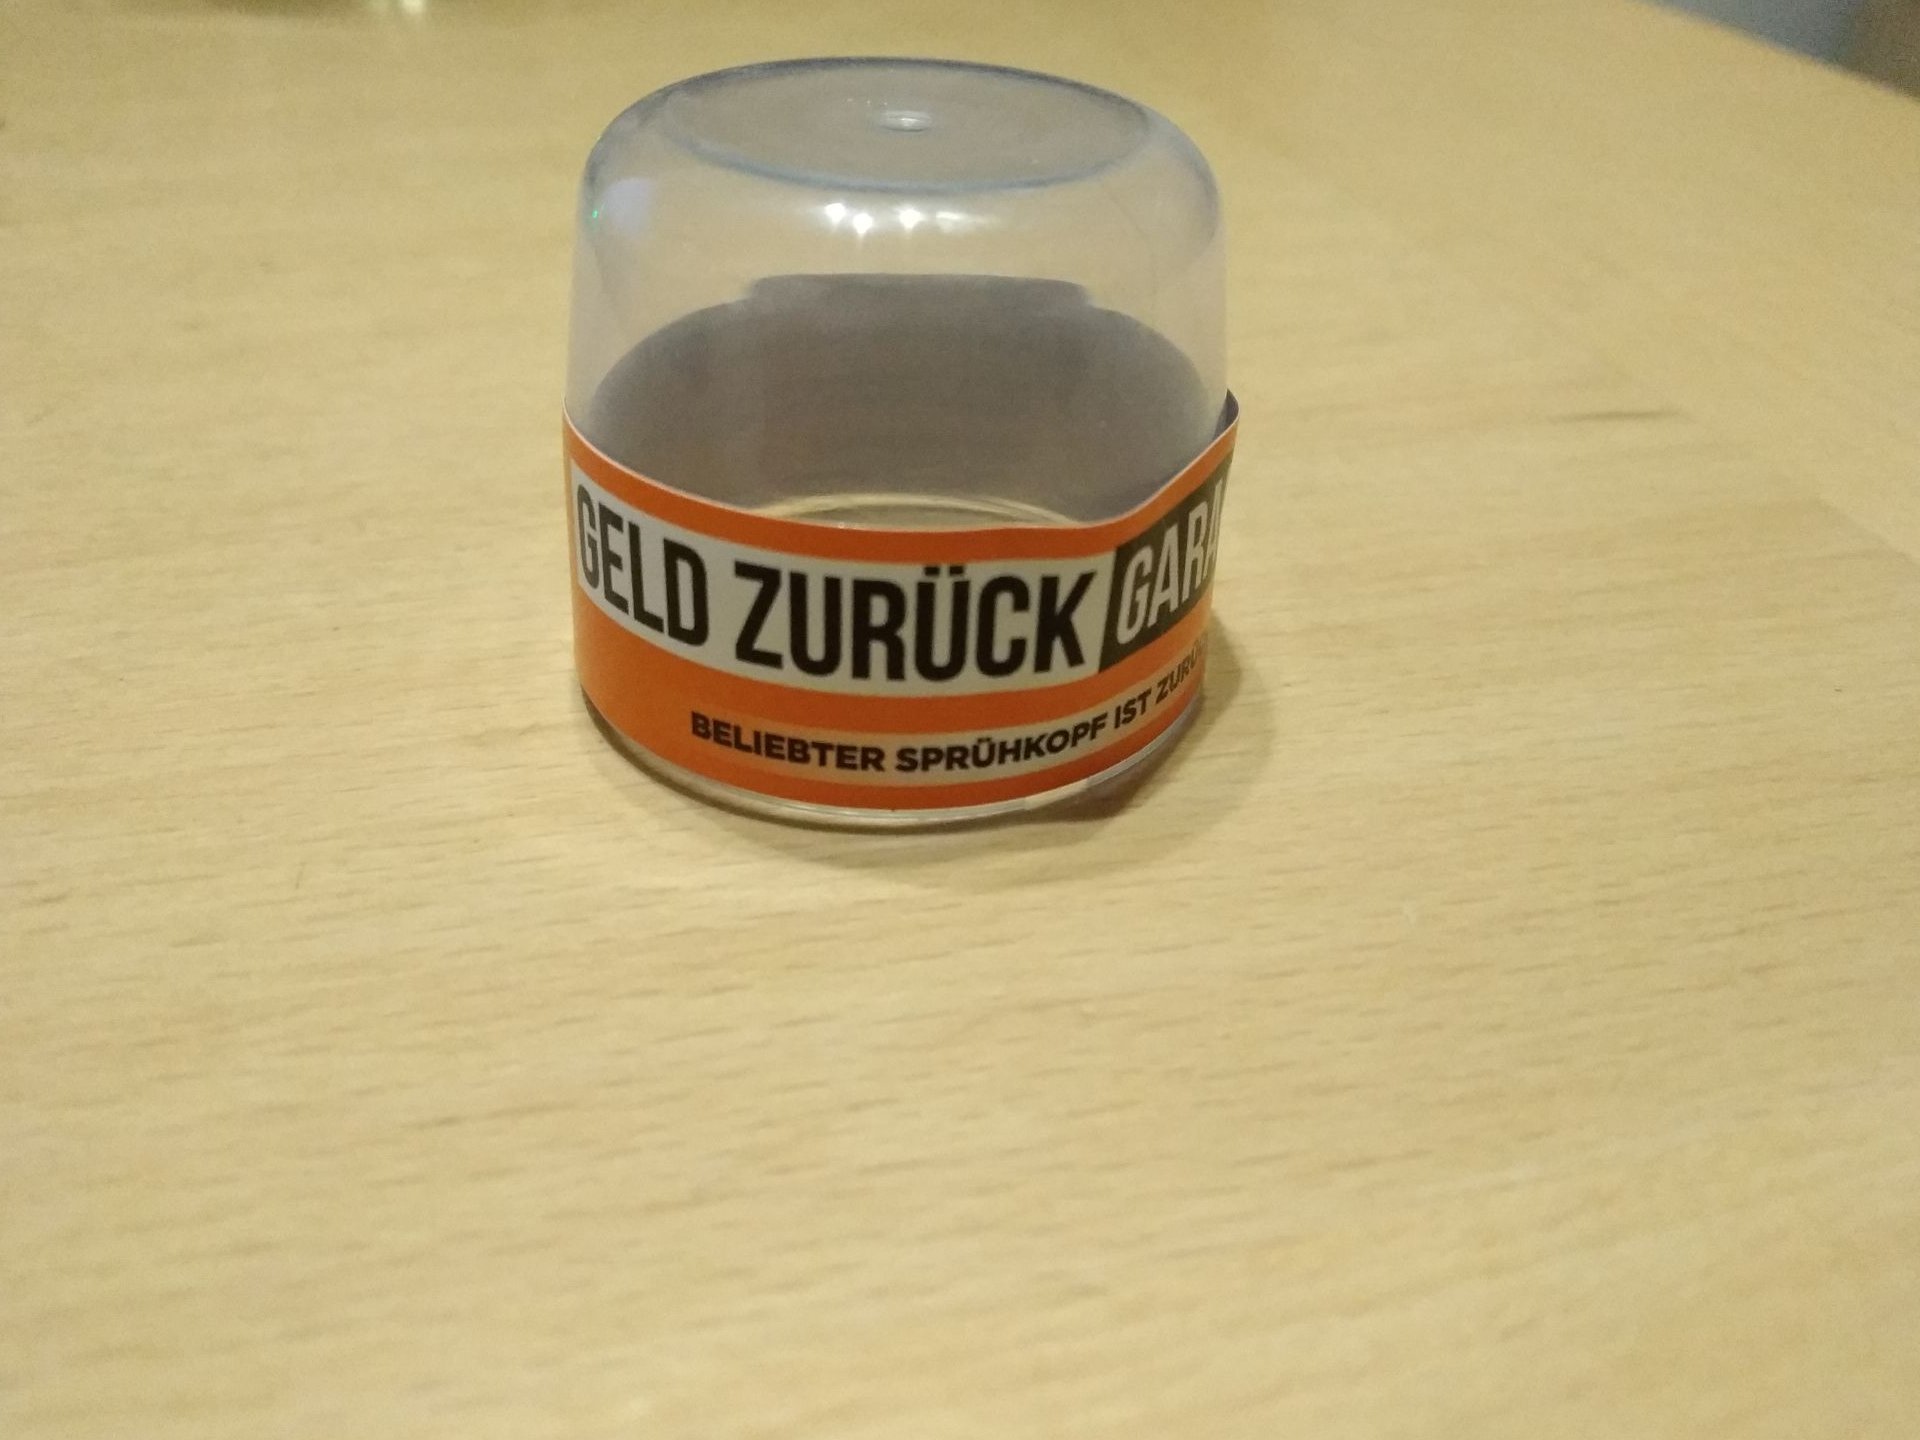 GELD ZURÜCK
BELIEBTER SPRÜHKOPF IST